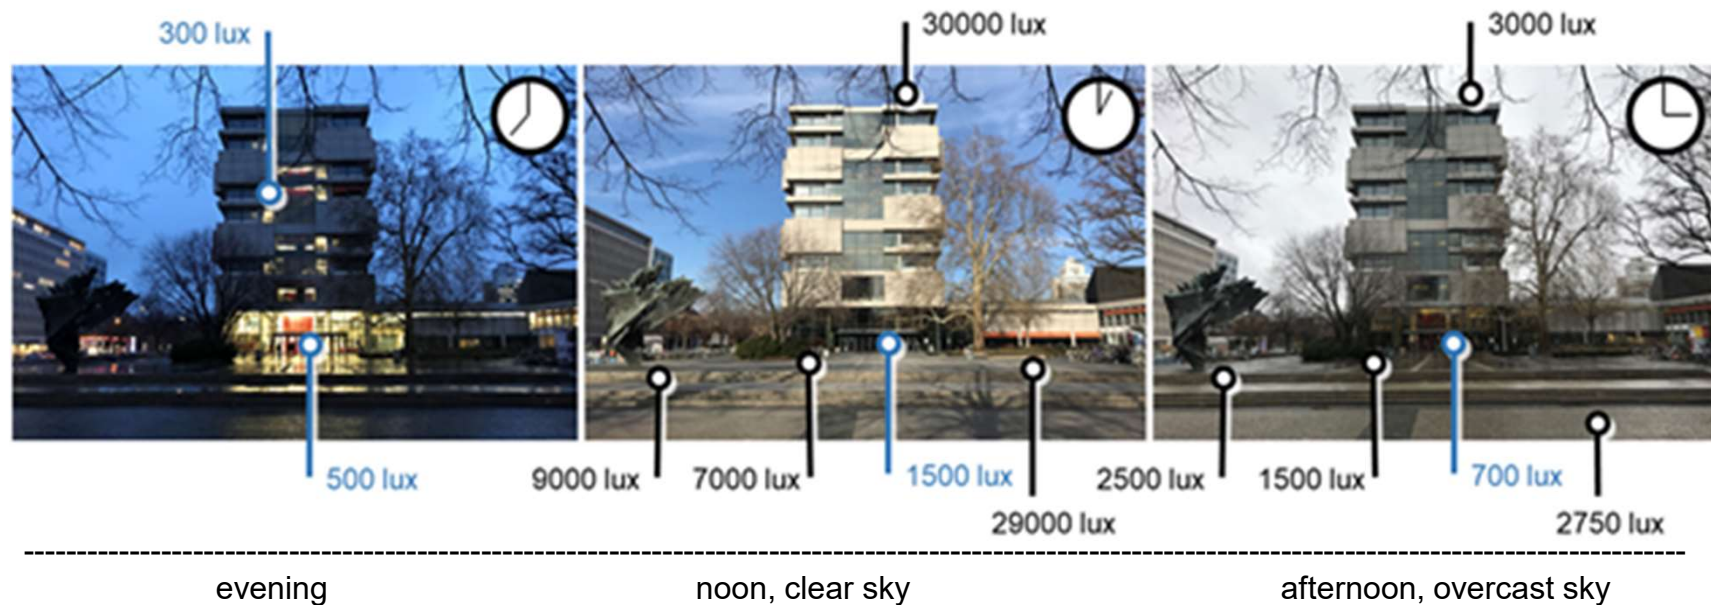 300 lux
30000 lux
3000 lux
500 lux
9000 lux
7000 lux
1500 lux
29000 lux
2500 lux
1500 lux
700 lux
2750 lux
evening
noon, clear sky
afternoon, overcast sky